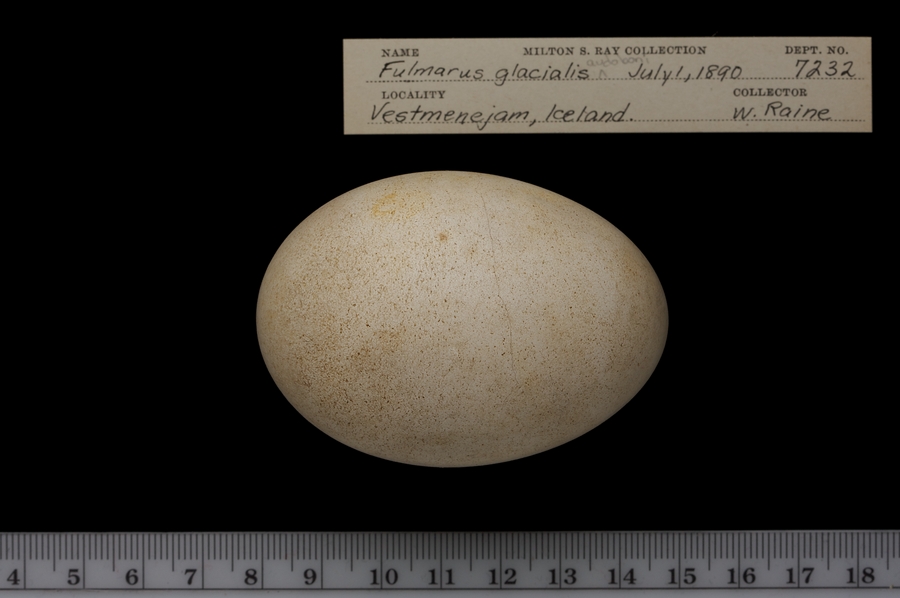 NAME MILTON S. RAY COLLECTION DEPT. NO.
Fulmarus glacialis July 1, 1890 7232
LOCALITY COLLECTOR
Vestmenejam, Iceland. W. Raine
4 5 6 7 8 9 10 11 12 13 14 15 16 17 18